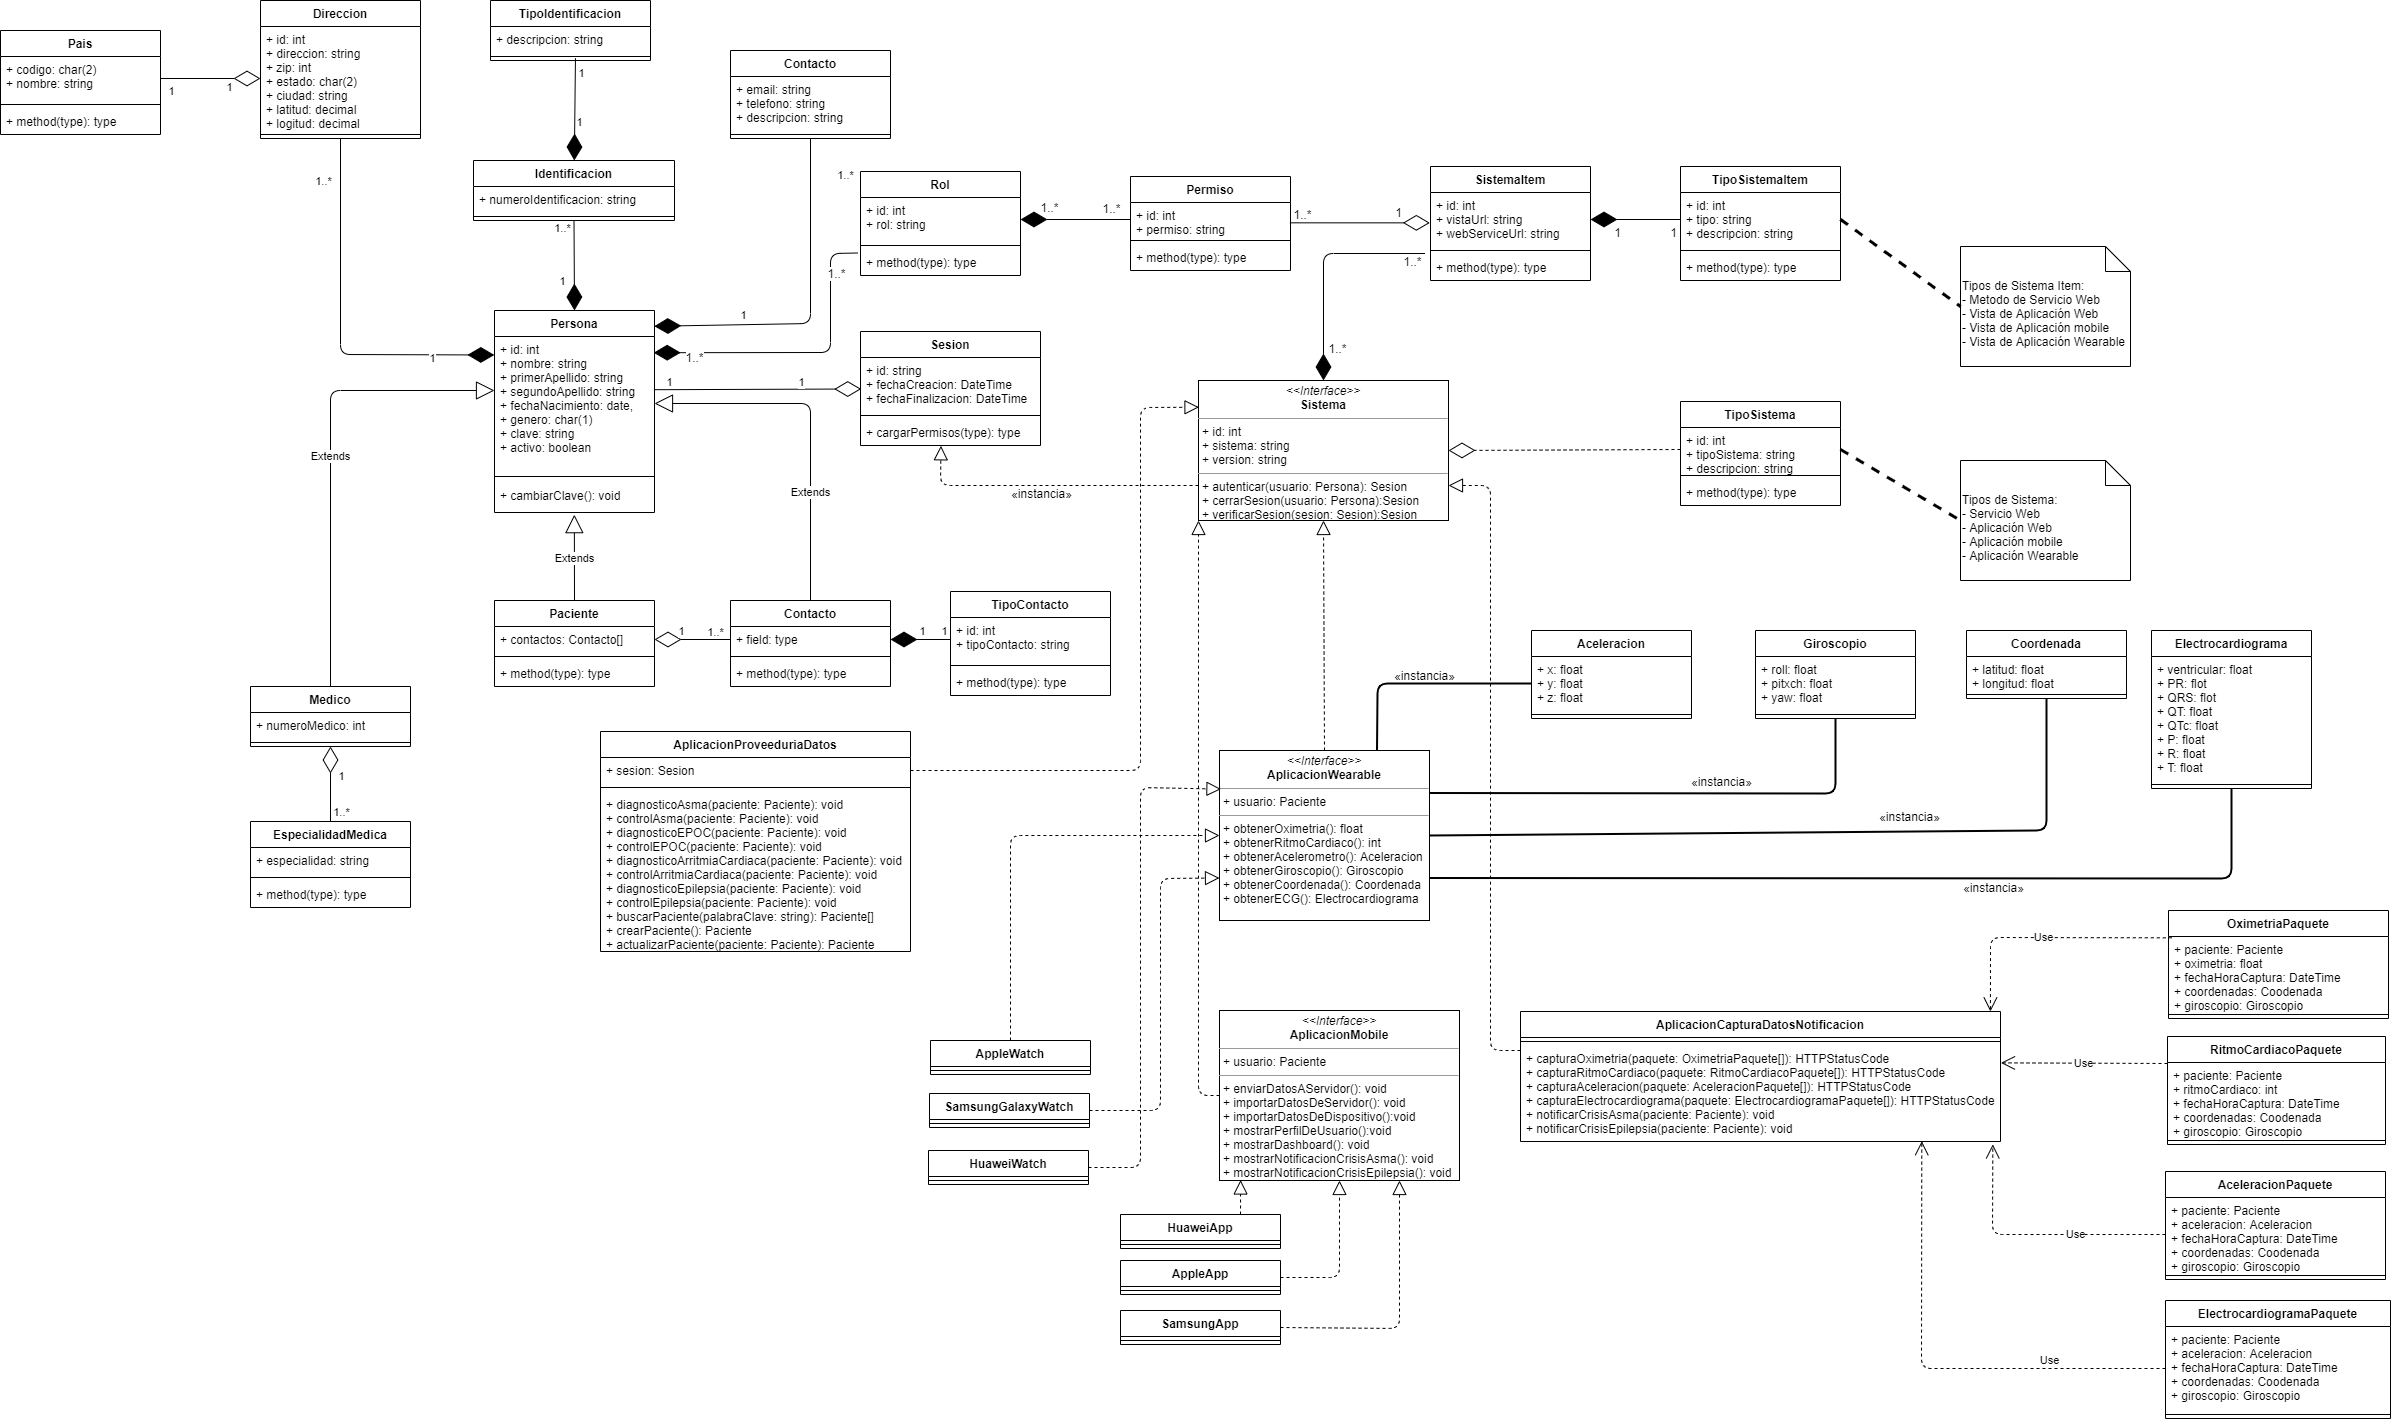 Direccion
+ id: int
+ direccion: string
+ zip: int
+ estado: char(2)
+ ciudad: string
+ latitud: decimal
+ logitud: decimal
TipoIdentificacion
+ descripcion: string
Pais
+ codigo: char(2)
+ nombre: string
+ method(type): type
1
1
1
1
Contacto
+ email: string
+ telefono: string
+ descripcion: string
Identificacion
+ numeroIdentificacion: string
1..*
1..*
1
1
1..*
1
Rol
+ id: int
+ rol: string
+ method(type): type
1..*
1..*
1..*
1..*
Permiso
+ id: int
+ permiso: string
+ method(type): type
1..*
1
SistemaItem
+ id: int
+ vistaUrl: string
+ webServiceUrl: string
+ method(type): type
1
1
TipoSistemaItem
+ id: int
+ tipo: string
+ descripcion: string
+ method(type): type
Tipos de Sistema Item:
- Metodo de Servicio Web
- Vista de Aplicación Web
- Vista de Aplicación mobile
- Vista de Aplicación Wearable
1..*
1..*
Persona
+ id: int
+ nombre: string
+ primerApellido: string
+ segundoApellido: string
+ fechaNacimiento: date,
+ genero: char(1)
+ clave: string
+ activo: boolean
+ cambiarClave(): void
1
1
Sesion
+ id: string
+ fechaCreacion: DateTime
+ fechaFinalizacion: DateTime
+ cargarPermisos(type): type
«instancia»
<<Interface>>
Sistema
+ id: int
+ sistema: string
+ version: string
+ autenticar(usuario: Persona): Sesion
+ cerrarSesion(usuario: Persona):Sesion
+ verificarSesion(sesion: Sesion):Sesion
TipoSistema
+ id: int
+ tipoSistema: string
+ descripcion: string
+ method(type): type
Tipos de Sistema:
- Servicio Web
- Aplicación Web
- Aplicación mobile
- Aplicación Wearable
Extends
Extends
Extends
Paciente
+ contactos: Contacto[]
+ method(type): type
1
1..*
Contacto
+ field: type
+ method(type): type
1
1
TipoContacto
+ id: int
+ tipoContacto: string
+ method(type): type
Medico
+ numeroMedico: int
1
1..*
EspecialidadMedica
+ especialidad: string
+ method(type): type
AplicacionProveeduriaDatos
+ sesion: Sesion
+ diagnosticoAsma(paciente: Paciente): void
+ controlAsma(paciente: Paciente): void
+ diagnosticoEPOC(paciente: Paciente): void
+ controlEPOC(paciente: Paciente): void
+ diagnosticoArritmiaCardiaca(paciente: Paciente): void
+ controlArritmiaCardiaca(paciente: Paciente): void
+ diagnosticoEpilepsia(paciente: Paciente): void
+ controlEpilepsia(paciente: Paciente): void
+ buscarPaciente(palabraClave: string): Paciente[]
+ crearPaciente(): Paciente
+ actualizarPaciente(paciente: Paciente): Paciente
Aceleracion
+ x: float
+ y: float
+ z: float
Giroscopio
+ roll: float
+ pitxch: float
+ yaw: float
Coordenada
+ latitud: float
+ longitud: float
Electrocardiograma
+ ventricular: float
+ PR: flot
+ QRS: flot
+ QT: float
+ QTc: float
+ P: float
+ R: float
+ T: float
«instancia»
«instancia»
«instancia»
«instancia»
<<Interface>>
AplicacionWearable
+ usuario: Paciente
+ obtenerOximetria(): float
+ obtenerRitmoCardiaco(): int
+ obtenerAcelerometro(): Aceleracion
+ obtenerGiroscopio(): Giroscopio
+ obtenerCoordenada(): Coordenada
+ obtenerECG(): Electrocardiograma
AppleWatch
SamsungGalaxyWatch
HuaweiWatch
<<Interface>>
AplicacionMobile
+ usuario: Paciente
+ enviarDatosAServidor(): void
+ importarDatosDeServidor(): void
+ importarDatosDeDispositivo():void
+ mostrarPerfilDeUsuario():void
+ mostrarDashboard(): void
+ mostrarNotificacionCrisisAsma(): void
+ mostrarNotificacionCrisisEpilepsia(): void
HuaweiApp
AppleApp
SamsungApp
AplicacionCapturaDatosNotificacion
+ capturaOximetria(paquete: OximetriaPaquete[]): HTTPStatusCode
+ capturaRitmoCardiaco(paquete: RitmoCardiacoPaquete[]): HTTPStatusCode
+ capturaAceleracion(paquete: AceleracionPaquete[]): HTTPStatusCode
+ capturaElectrocardiograma(paquete: ElectrocardiogramaPaquete[]): HTTPStatusCode
+ notificarCrisisAsma(paciente: Paciente): void
+ notificarCrisisEpilepsia(paciente: Paciente): void
Use
Use
Use
Use
OximetriaPaquete
+ paciente: Paciente
+ oximetria: float
+ fechaHoraCaptura: DateTime
+ coordenadas: Coodenada
+ giroscopio: Giroscopio
RitmoCardiacoPaquete
+ paciente: Paciente
+ ritmoCardiaco: int
+ fechaHoraCaptura: DateTime
+ coordenadas: Coodenada
+ giroscopio: Giroscopio
AceleracionPaquete
+ paciente: Paciente
+ aceleracion: Aceleracion
+ fechaHoraCaptura: DateTime
+ coordenadas: Coodenada
+ giroscopio: Giroscopio
ElectrocardiogramaPaquete
+ paciente: Paciente
+ aceleracion: Aceleracion
+ fechaHoraCaptura: DateTime
+ coordenadas: Coodenada
+ giroscopio: Giroscopio